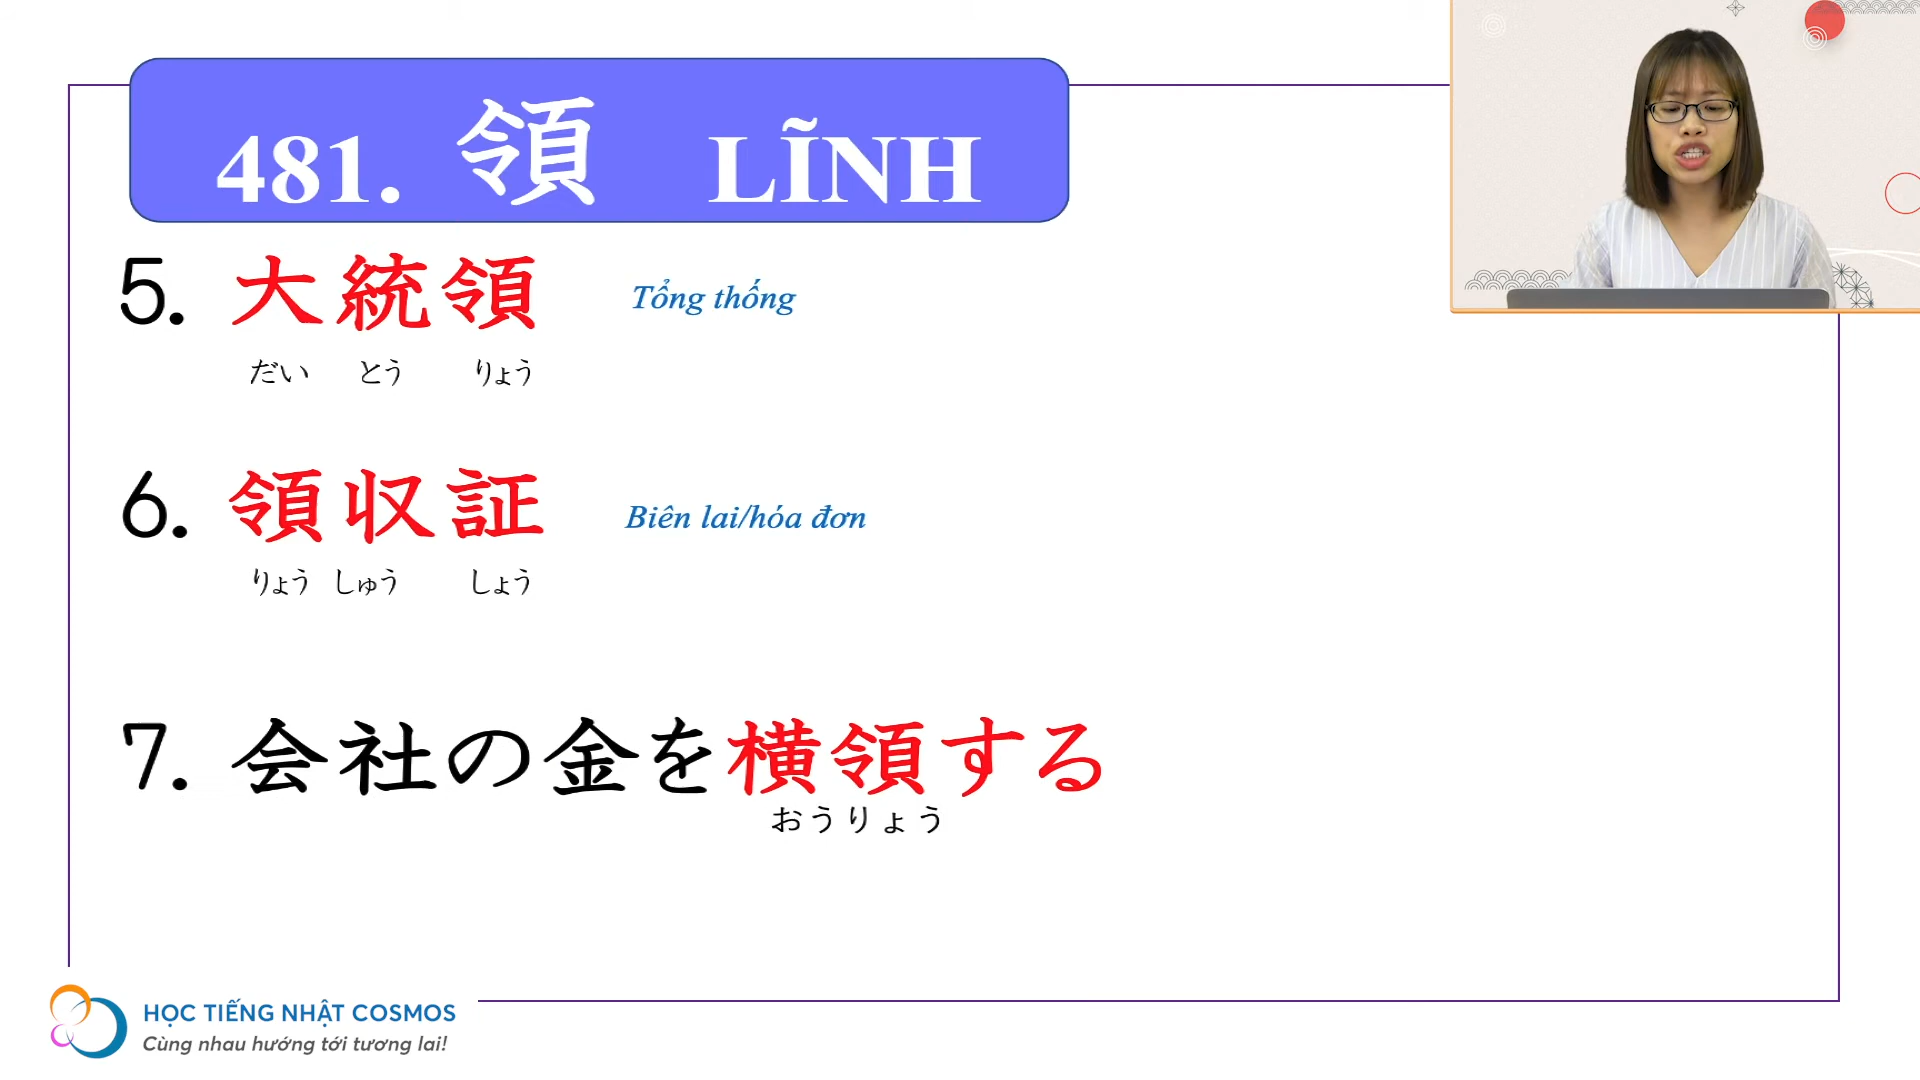 481. 領 LĨNH
5. 大統領 Tổng thống
だい とう りょう
6. 領収証 Biên lai/hóa đơn
りょう しゅう しょう
7. 会社の金を横領する
おうりょう
HỌC TIẾNG NHẬT COSMOS
Cùng nhau hướng tới tương lai!